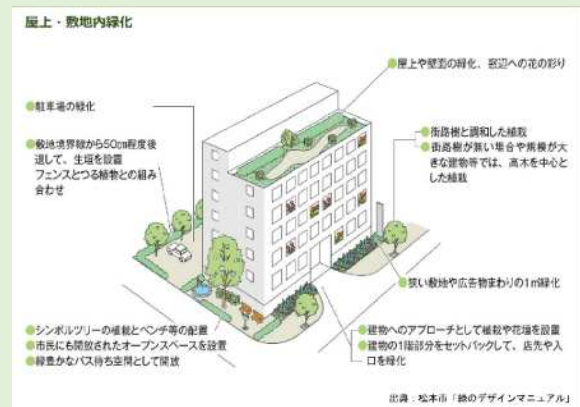 屋上・敷地内緑化
●屋上や壁面の緑化、窓辺への花の彩り
●駐車場の緑化
●敷地境界線から50cm程度後
退して、生垣を設置
フェンスとつる植物との組み
合わせ
●街路樹と調和した植栽
●街路樹が無い場合や規模が大
きな建物等では、高木を中心と
した植栽
●狭い敷地や広告物まわりの1㎡緑化
●シンボルツリーの植栽とベンチ等の配置
●市民にも開放されたオープンスペースを設置
●緑豊かなバス待ち空間として開放
●建物へのアプローチとして植栽や花壇を設置
●建物の1階部分をセットバックして、店先や入
口を緑化
出典：松本市「緑のデザインマニュアル」